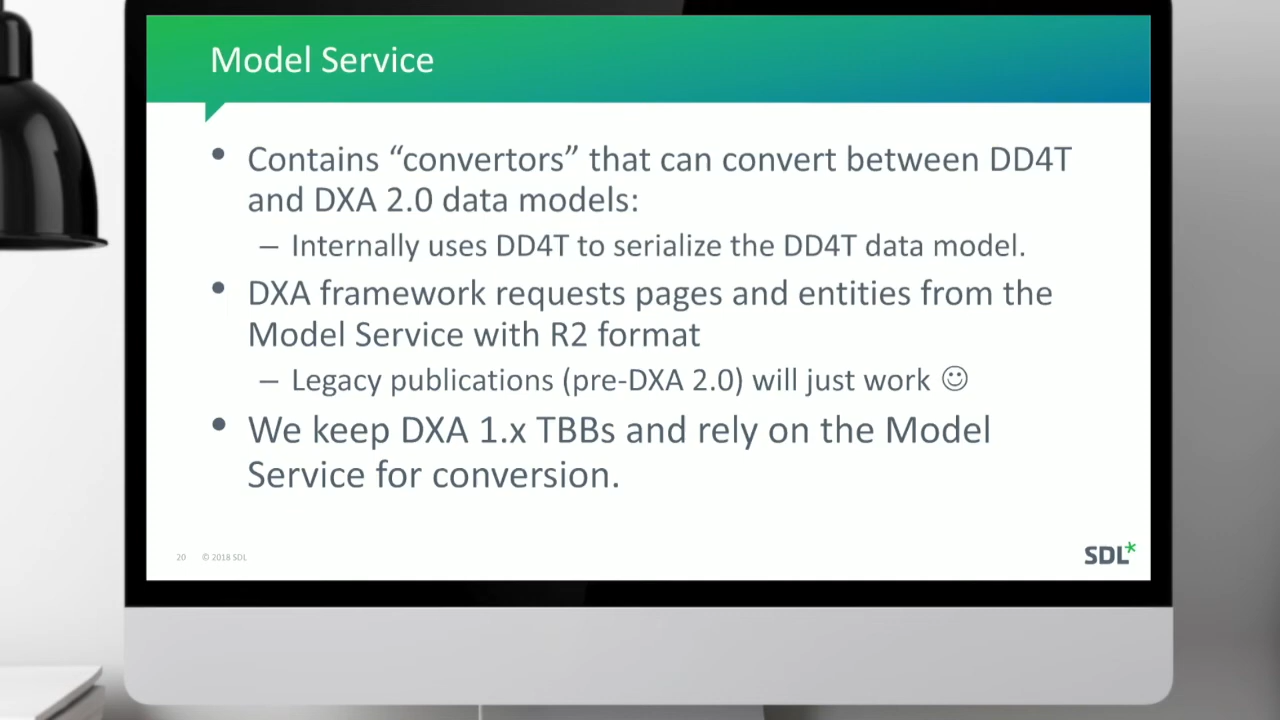 Model Service
• Contains “convertors” that can convert between DD4T
and DXA 2.0 data models:
– Internally uses DD4T to serialize the DD4T data model.
• DXA framework requests pages and entities from the
Model Service with R2 format
– Legacy publications (pre-DXA 2.0) will just work ☺
• We keep DXA 1.x TBBs and rely on the Model
Service for conversion.
20 © 2018 SDL
SDL*